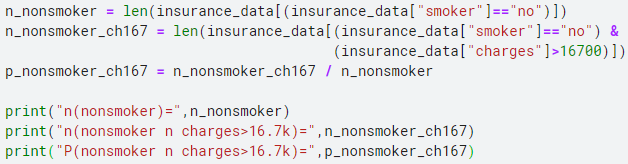 n_nonsmoker = len(insurance_data[(insurance_data["smoker"]=="no")])
n_nonsmoker_ch167 = len(insurance_data[(insurance_data["smoker"]=="no") &
(insurance_data["charges"]>16700)])
p_nonsmoker_ch167 = n_nonsmoker_ch167 / n_nonsmoker
print("n(nonsmoker)=",n_nonsmoker)
print("n(nonsmoker n charges>16.7k)=",n_nonsmoker_ch167)
print("P(nonsmoker n charges>16.7k)=",p_nonsmoker_ch167)